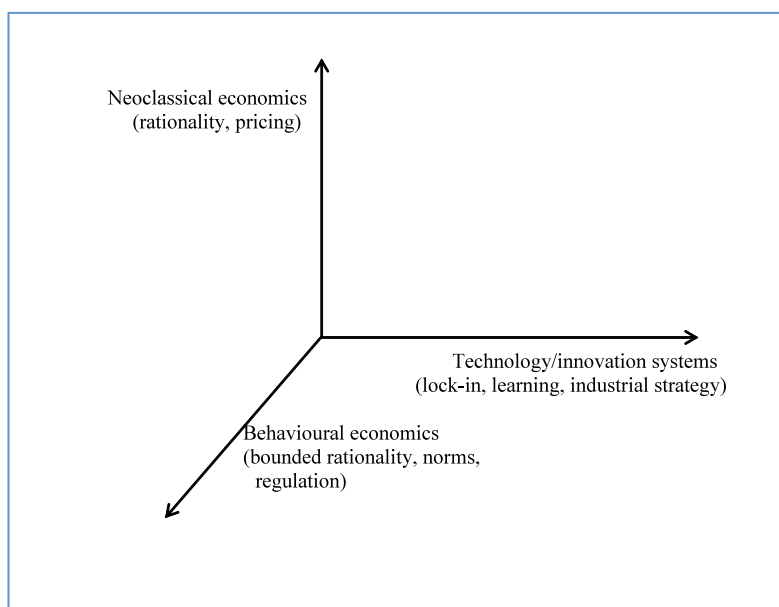 Neoclassical economics
(rationality, pricing)
Technology/innovation systems
(lock-in, learning, industrial strategy)
Behavioural economics
(bounded rationality, norms,
regulation)